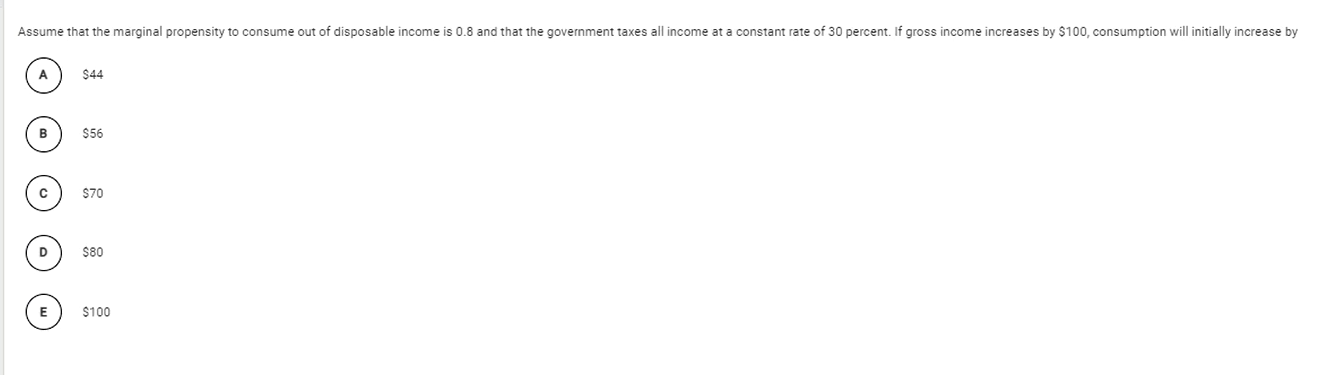 Assume that the marginal propensity to consume out of disposable income is 0.8 and that the government taxes all income at a constant rate of 30 percent. If gross income increases by $100, consumption will initially increase by
A $44
B $56
C $70
D $80
E $100